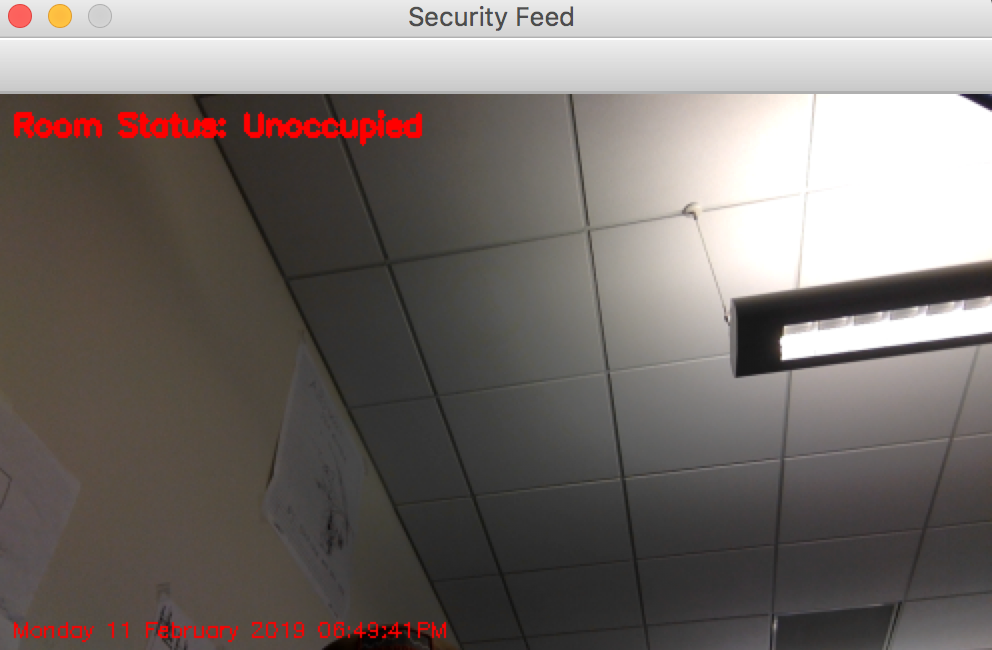 Security Feed
Room Status: Unoccupied
Monday 11 February 2019 06:49:41PM